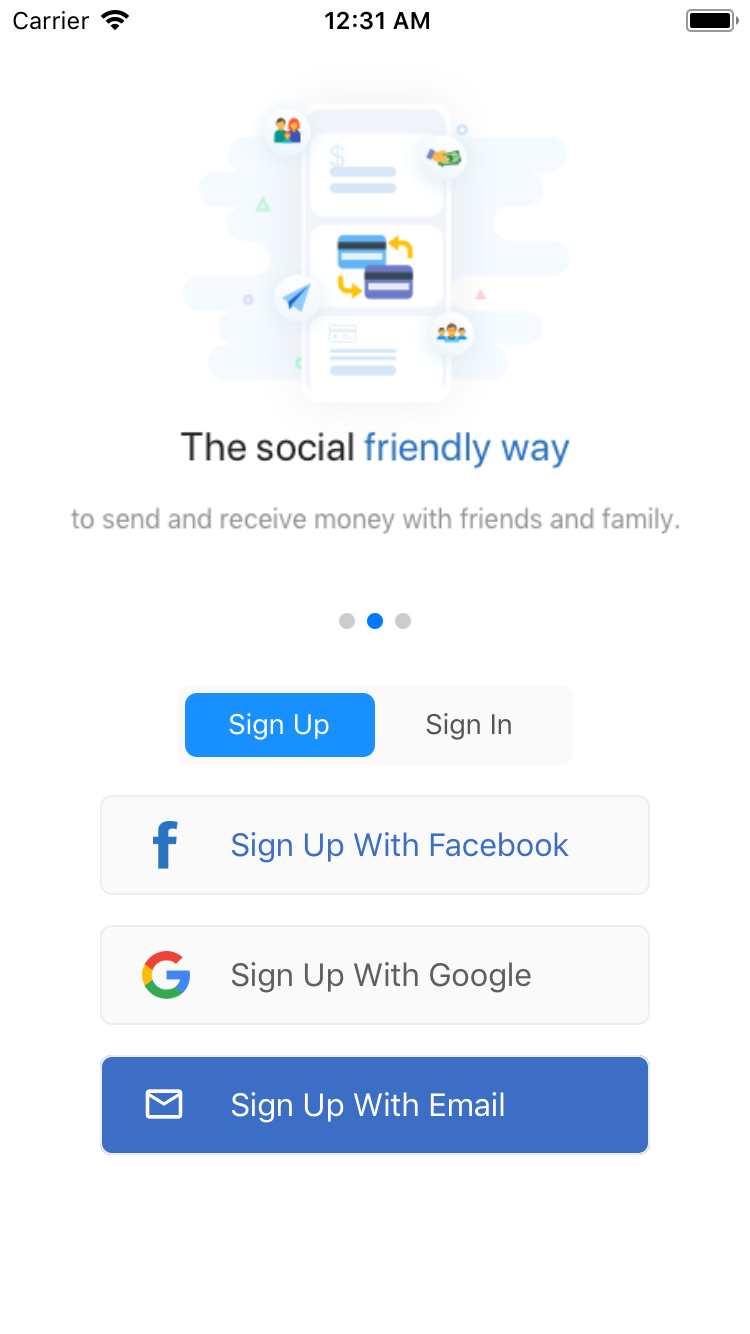 Carrier 12:31 AM
$
The social friendly way
to send and receive money with friends and family.
Sign Up Sign In
Sign Up With Facebook
Sign Up With Google
Sign Up With Email